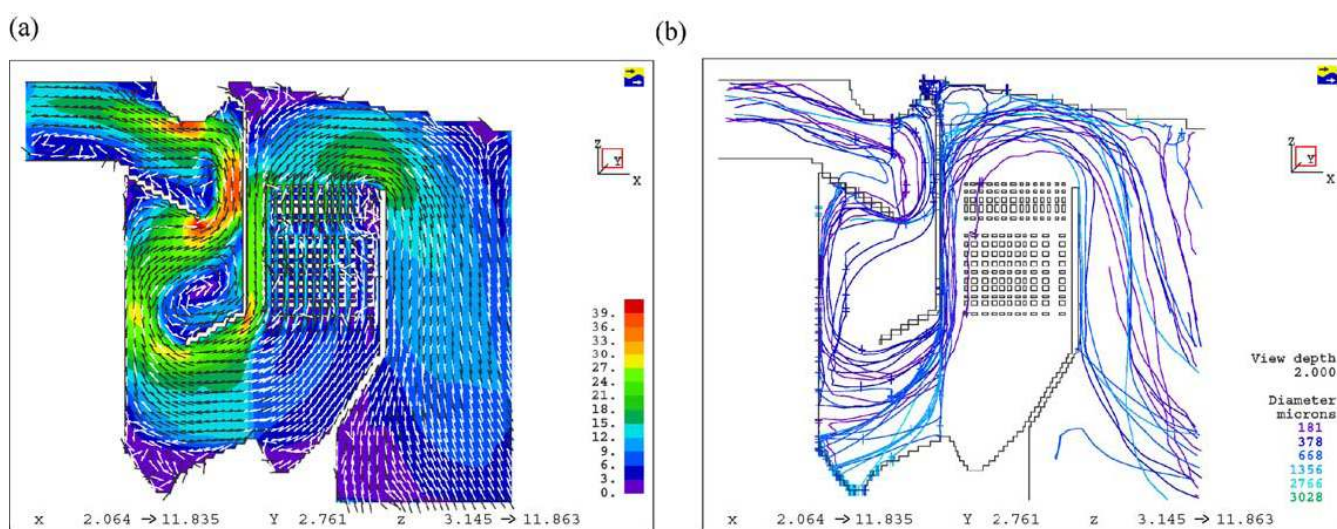 (a)
(b)
Z
Y
X
39.
36.
33.
30.
27.
24.
21.
18.
15.
12.
9.
6.
3.
0.
X 2.064 → 11.835 Y 2.761 Z 3.145 → 11.863
Z
Y
X
View depth
2.000
Diameter
microns
181
378
668
1356
2766
3028
X 2.064 → 11.835 Y 2.761 Z 3.145 → 11.863